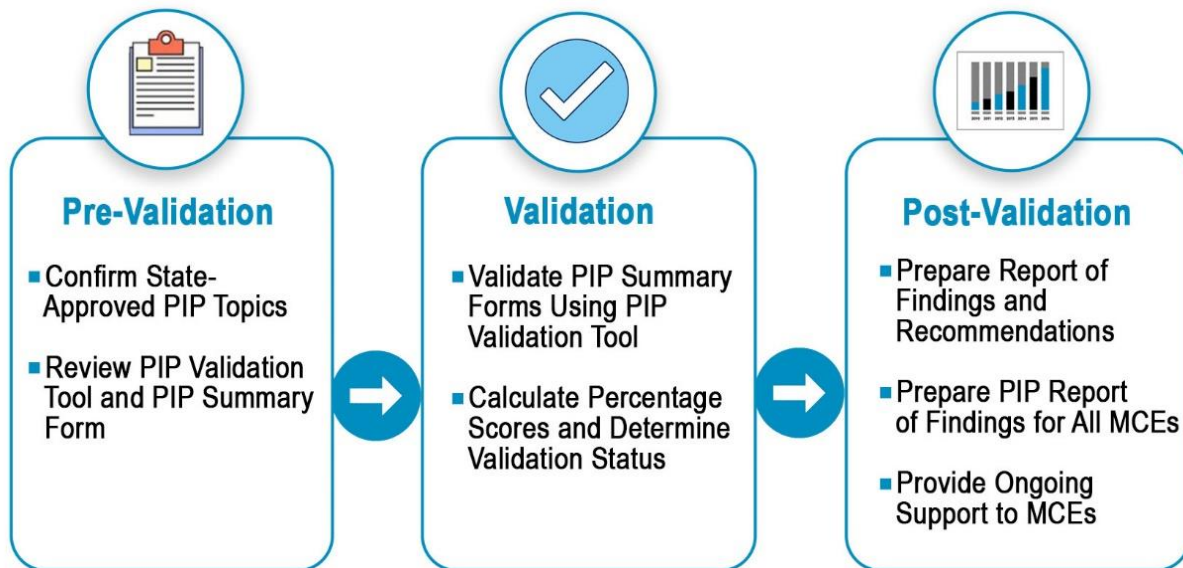 Pre-Validation
▪ Confirm State-
Approved PIP Topics
▪ Review PIP Validation
Tool and PIP Summary
Form
Validation
▪ Validate PIP Summary
Forms Using PIP
Validation Tool
▪ Calculate Percentage
Scores and Determine
Validation Status
Post-Validation
▪ Prepare Report of
Findings and
Recommendations
▪ Prepare PIP Report
of Findings for All MCEs
▪ Provide Ongoing
Support to MCEs